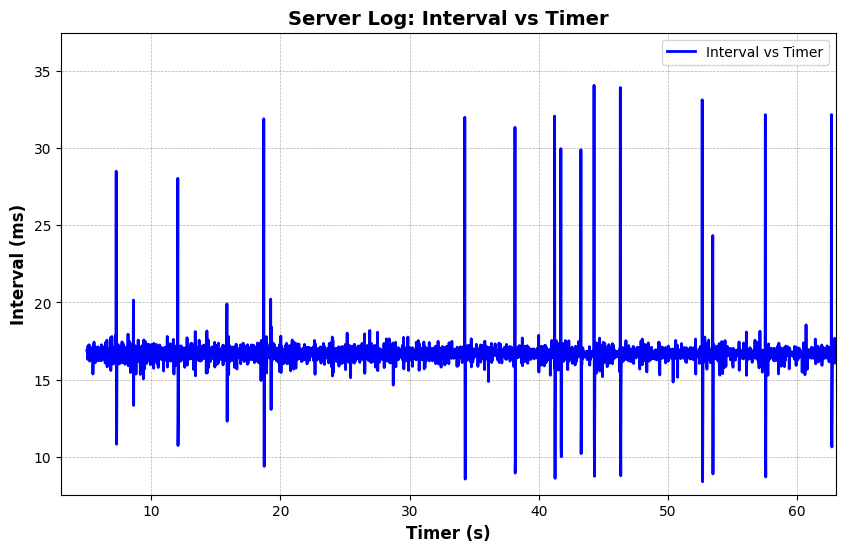 Server Log: Interval vs Timer
Interval vs Timer
35
30
25
20
15
10
Interval (ms)
10 20 30 40 50 60
Timer (s)